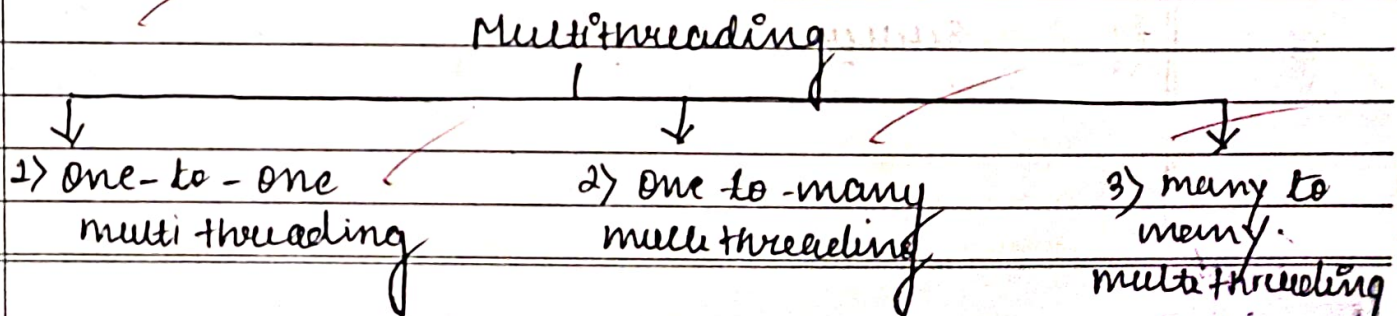 Multithreading
1) One-to-one 2) One to-many 3) many to
multi threading multi threading many.
multi threading